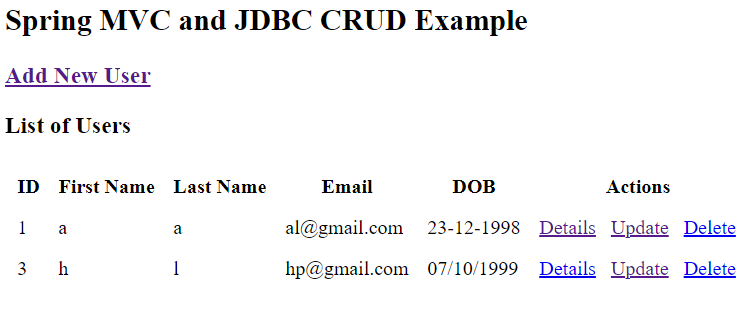 Spring MVC and JDBC CRUD Example
Add New User
List of Users
ID First Name Last Name Email DOB Actions
1 a a al@gmail.com 23-12-1998 Details Update Delete
3 h l hp@gmail.com 07/10/1999 Details Update Delete